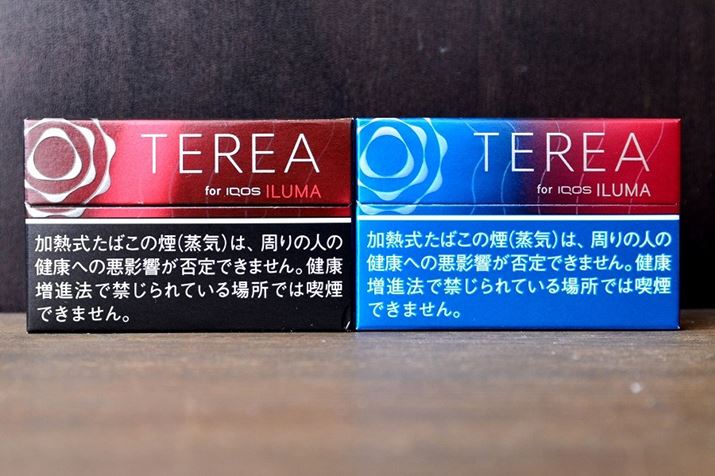 TEREA
for IQOS ILUMA
加熱式たばこの煙(蒸気)は、周りの人の
健康への悪影響が否定できません。健康
増進法で禁じられている場所では喫煙
できません。
TEREA
for IQOS ILUMA
加熱式たばこの煙(蒸気)は、周りの人の
健康への悪影響が否定できません。健康
増進法で禁じられている場所では喫煙
できません。